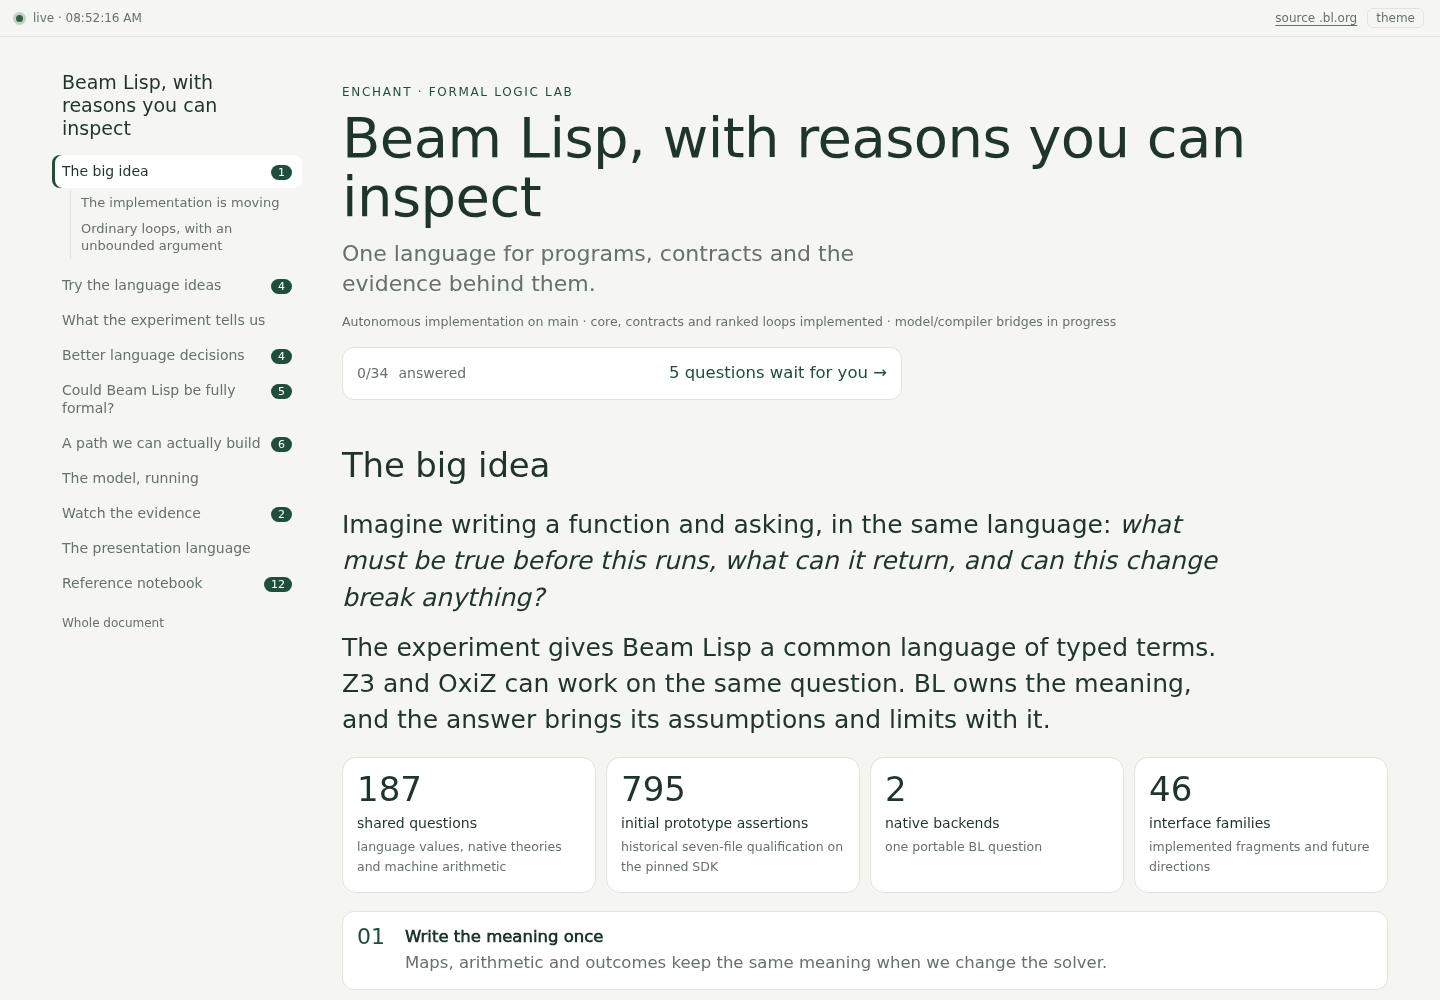 live · 08:52:16 AM
source .bl.org
theme
Beam Lisp, with
reasons you can
inspect
The big idea 1
The implementation is moving
Ordinary loops, with an
unbounded argument
Try the language ideas 4
What the experiment tells us
Better language decisions 4
Could Beam Lisp be fully 5
formal?
A path we can actually build 6
The model, running
Watch the evidence 2
The presentation language
Reference notebook 12
Whole document
ENCHANT · FORMAL LOGIC LAB
Beam Lisp, with reasons you can
inspect
One language for programs, contracts and the
evidence behind them.
Autonomous implementation on main · core, contracts and ranked loops implemented · model/compiler bridges in progress
0/34 answered
5 questions wait for you →
The big idea
Imagine writing a function and asking, in the same language: what
must be true before this runs, what can it return, and can this change
break anything?
The experiment gives Beam Lisp a common language of typed terms.
Z3 and OxiZ can work on the same question. BL owns the meaning,
and the answer brings its assumptions and limits with it.
187
shared questions
language values, native theories
and machine arithmetic
795
initial prototype assertions
historical seven-file qualification on
the pinned SDK
2
native backends
one portable BL question
46
interface families
implemented fragments and future
directions
01 Write the meaning once
Maps, arithmetic and outcomes keep the same meaning when we change the solver.